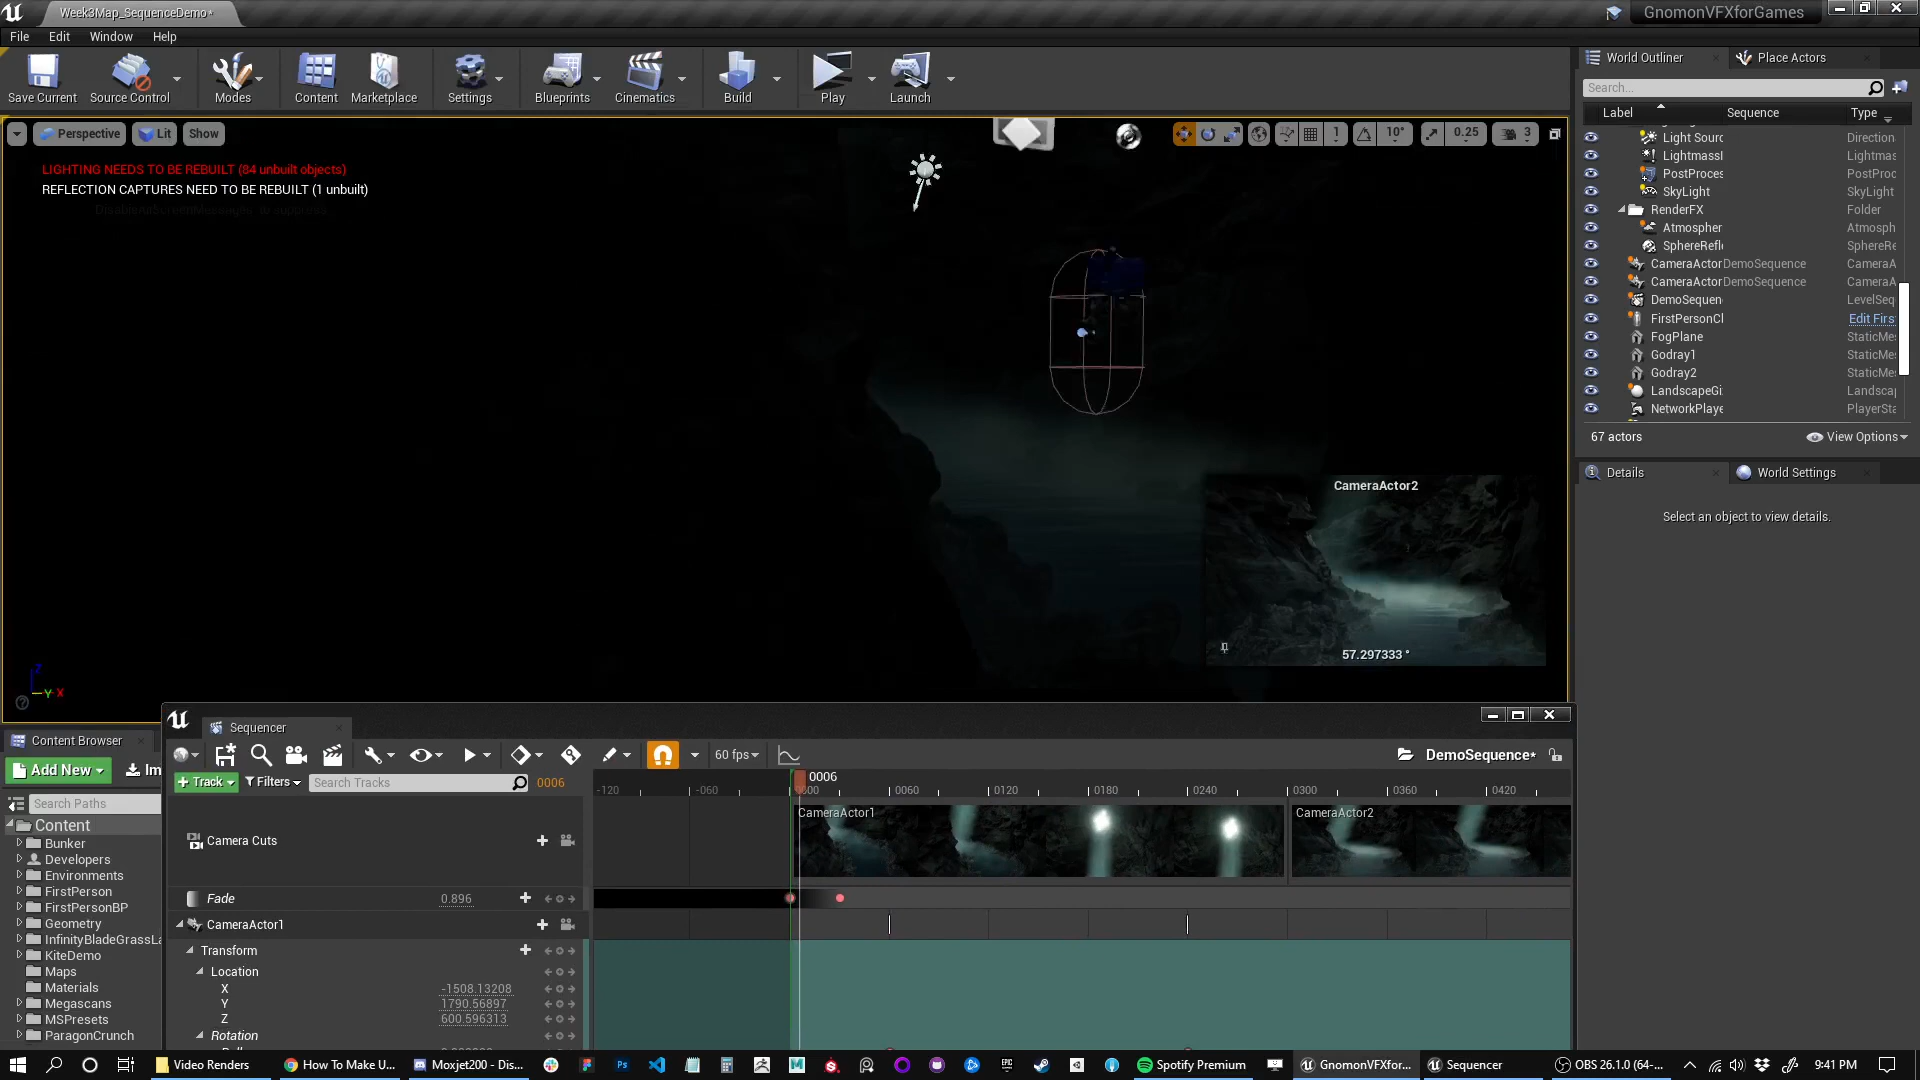 Week3Map_SequenceDemo*
GnomonVFXforGames
File Edit Window Help
Save Current Source Control Modes Content Marketplace Settings Blueprints Cinematics Build Play Launch
World Outliner Place Actors
Search...
Label Sequence Type
Perspective Lit Show
1 10° 0.25 3
LIGHTING NEEDS TO BE REBUILT (84 unbuilt objects)
REFLECTION CAPTURES NEED TO BE REBUILT (1 unbuilt)
Light Sourc Direction
LightmassI Lightmas
PostProces PostProc
SkyLight SkyLight
RenderFX Folder
Atmospher Atmosph
SphereRefle SphereRe
CameraActor DemoSequence CameraA
CameraActor DemoSequence CameraA
DemoSequen LevelSeq
FirstPersonCl Edit Firs
FogPlane StaticMe
Godray1 StaticMe
Godray2 StaticMe
LandscapeGi Landsca
NetworkPlaye PlayerSta
67 actors View Options
Details World Settings
Select an object to view details.
CameraActor2
57.297333 °
Z
Y X
Sequencer
Content Browser
Add New Im
Search Paths
Content
Bunker
Developers
Environments
FirstPerson
FirstPersonBP
Geometry
InfinityBladeGrassLa
KiteDemo
Maps
Materials
Megascans
MSPresets
ParagonCrunch
60 fps
DemoSequence*
Track Filters Search Tracks 0006
0006
-120 -060 0000 0060 0120 0180 0240 0300 0360 0420
Camera Cuts
CameraActor1 CameraActor2
Fade 0.896
CameraActor1
Transform
Location
X -1508.13208
Y 1790.56897
Z 600.596313
Rotation
Video Renders How To Make U... Moxjet200 - Dis... Spotify Premium GnomonVFXfor... Sequencer OBS 26.1.0 (64-... 9:41 PM